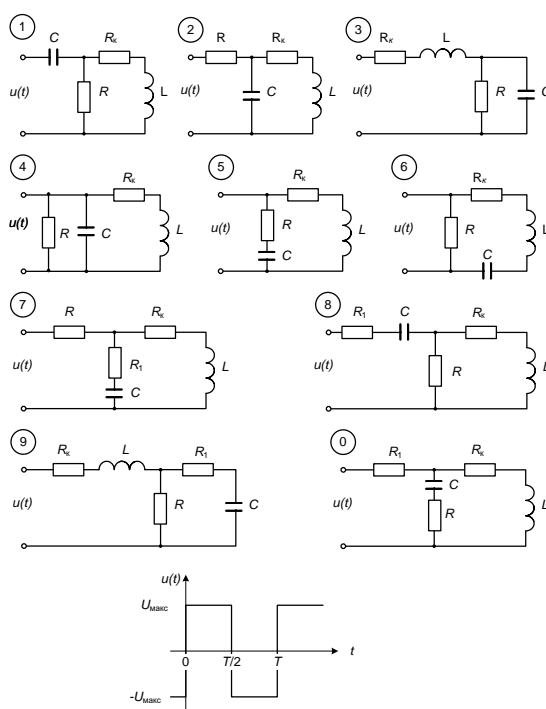 1 2 3
C Rк R Rк Rк L
u(t) R L u(t) C L u(t) R C
4 5 6
Rк Rк Rк
u(t) R C L u(t) R C L u(t) R C L
7 8
R Rк R₁ C Rк
u(t) R₁ C L u(t) R L
9 0
Rк L R₁ R₁ Rк
u(t) R C u(t) C R L
u(t)
Uмакс
0 T/2 T t
-Uмакс